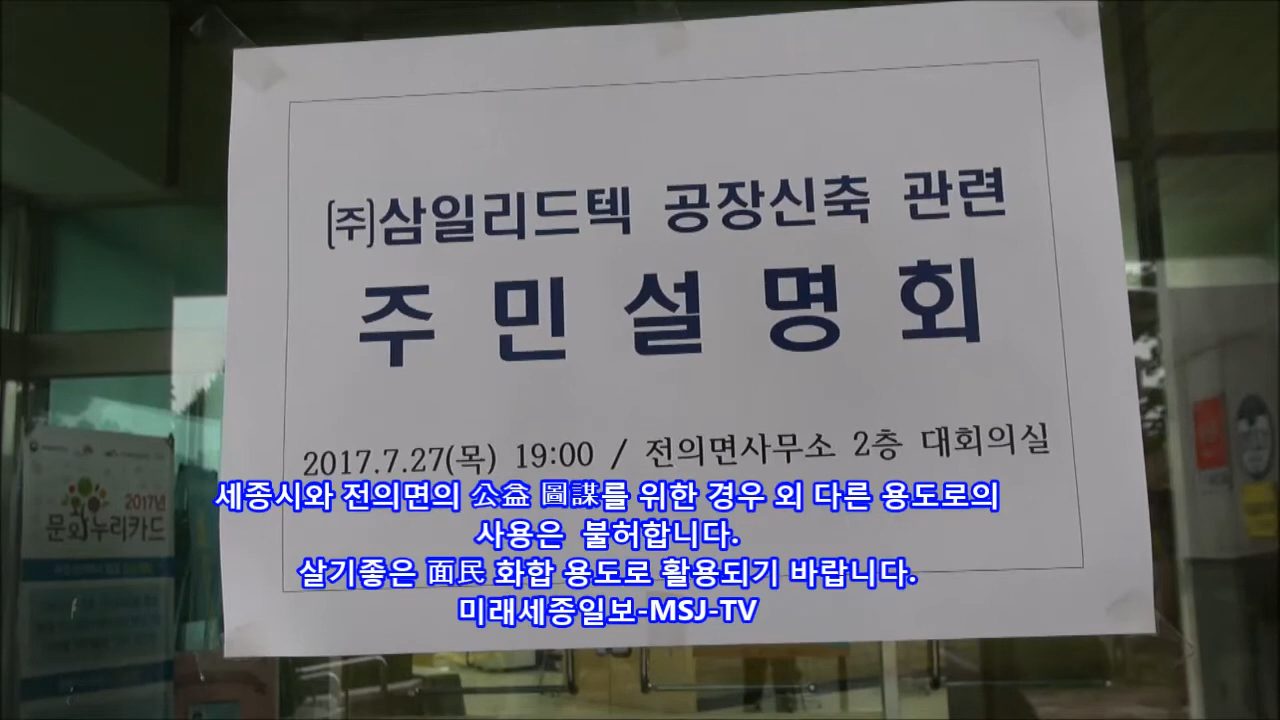 ㈜삼일리드텍 공장신축 관련
주민설명회
2017.7.27(목) 19:00 / 전의면사무소 2층 대회의실
세종시와 전의면의 公益 圖謀를 위한 경우 외 다른 용도로의
사용은 불허합니다.
살기좋은 面民 화합 용도로 활용되기 바랍니다.
미래세종일보-MSJ-TV
2017년
문화누리카드